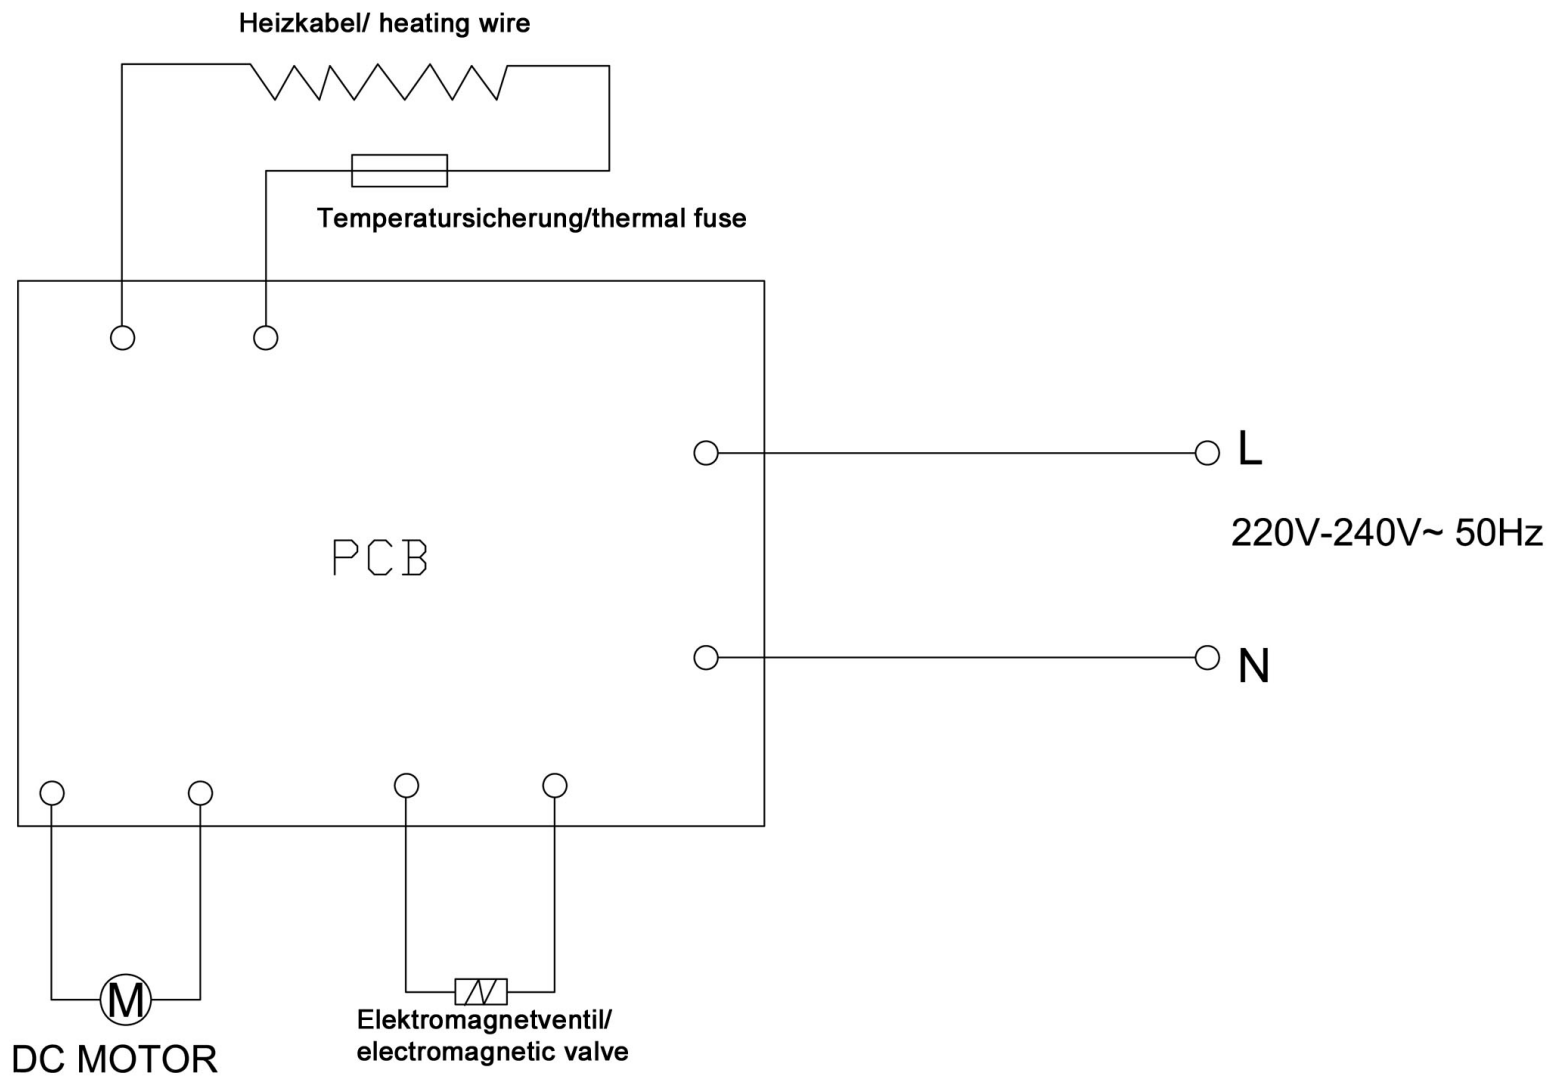 Heizkabel/ heating wire
Temperatursicherung/thermal fuse
L
220V-240V~ 50Hz
PCB
N
M
DC MOTOR
Elektromagnetventil/
electromagnetic valve